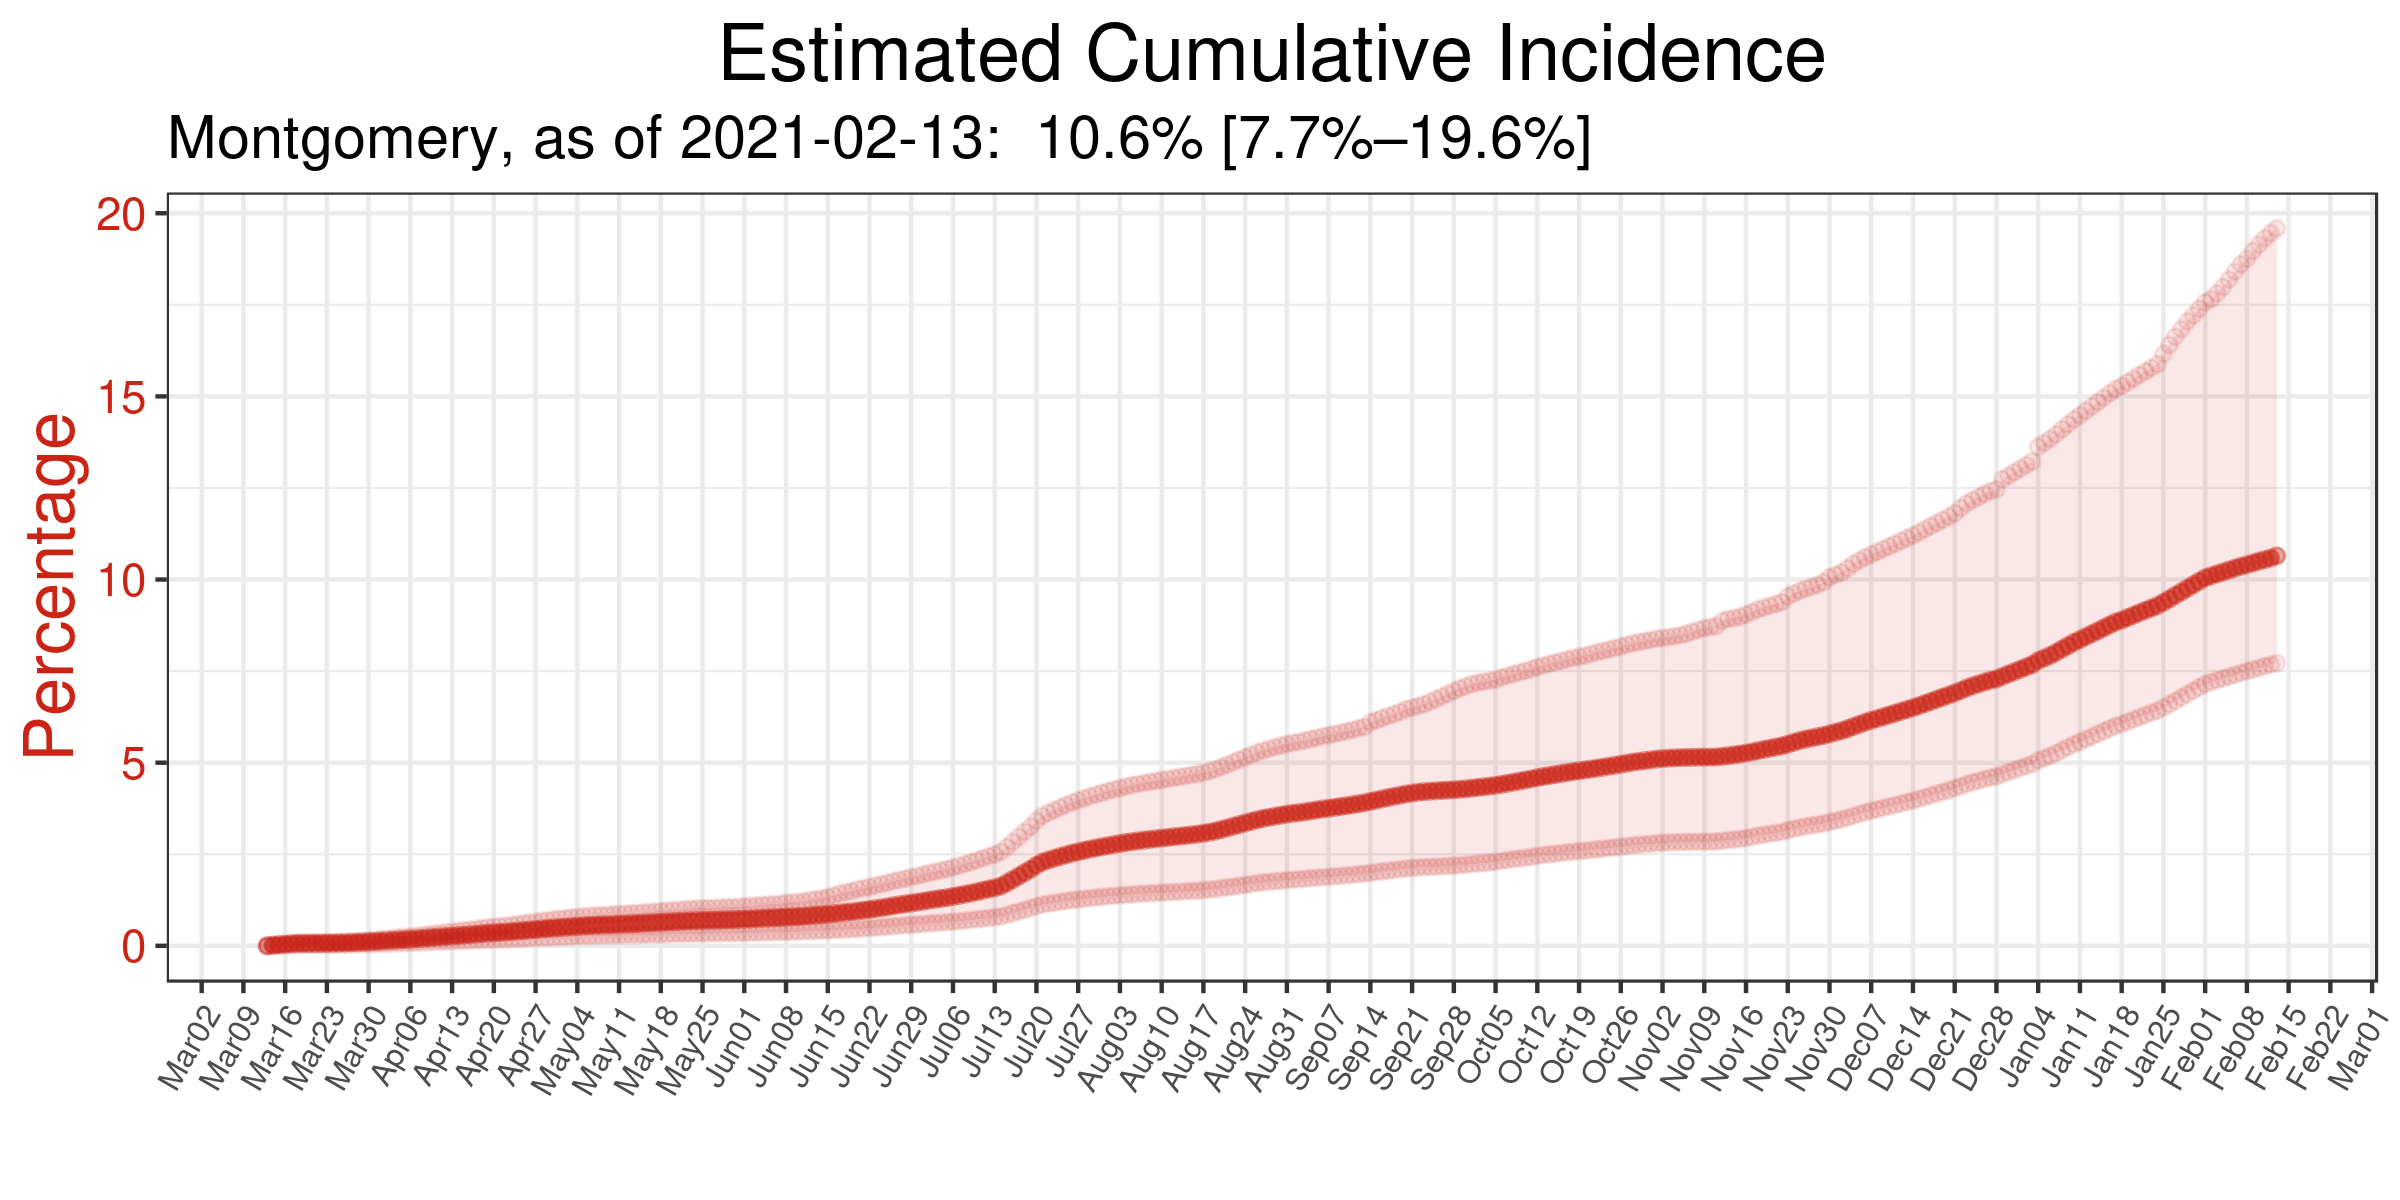 Estimated Cumulative Incidence
Montgomery, as of 2021-02-13:  10.6% [7.7%–19.6%]
Percentage
20
15
10
5
0
Mar02
Mar09
Mar16
Mar23
Mar30
Apr06
Apr13
Apr20
Apr27
May04
May11
May18
May25
Jun01
Jun08
Jun15
Jun22
Jun29
Jul06
Jul13
Jul20
Jul27
Aug03
Aug10
Aug17
Aug24
Aug31
Sep07
Sep14
Sep21
Sep28
Oct05
Oct12
Oct19
Oct26
Nov02
Nov09
Nov16
Nov23
Nov30
Dec07
Dec14
Dec21
Dec28
Jan04
Jan11
Jan18
Jan25
Feb01
Feb08
Feb15
Feb22
Mar01